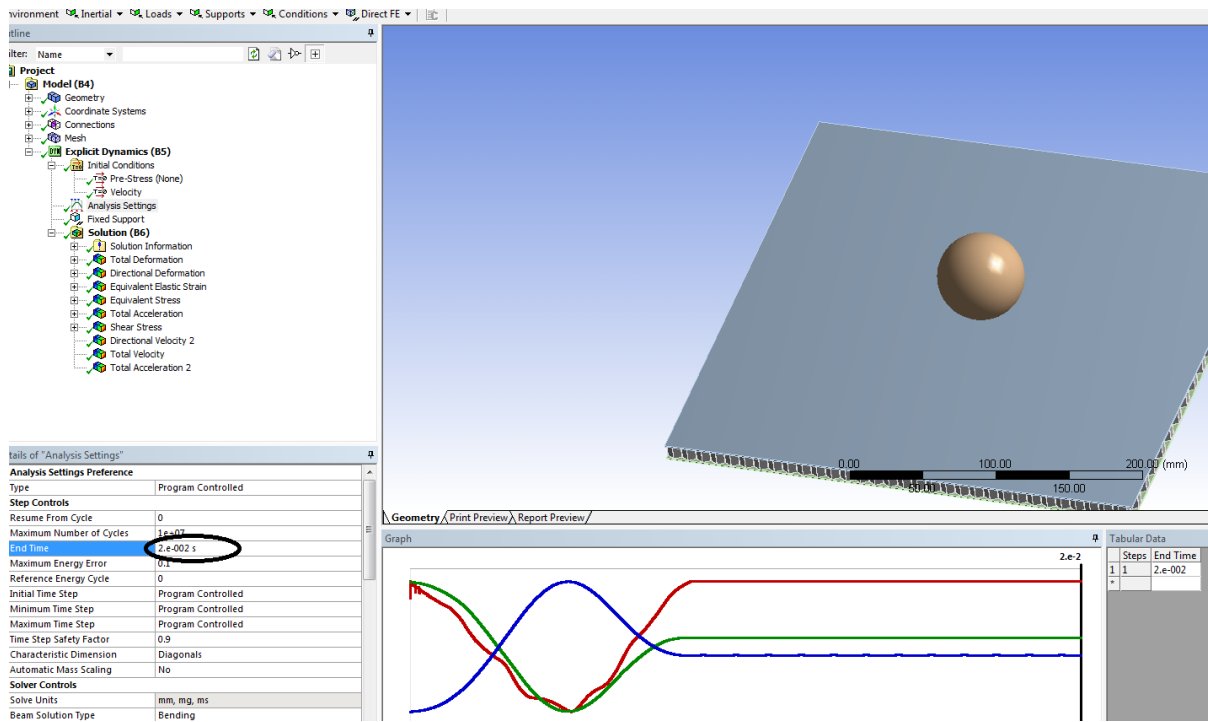 nvironment Inertial Loads Supports Conditions Direct FE
utline
ilter: Name
Project
Model (B4)
Geometry
Coordinate Systems
Connections
Mesh
Explicit Dynamics (B5)
Initial Conditions
Pre-Stress (None)
Velocity
Analysis Settings
Fixed Support
Solution (B6)
Solution Information
Total Deformation
Directional Deformation
Equivalent Elastic Strain
Equivalent Stress
Total Acceleration
Shear Stress
Directional Velocity 2
Total Velocity
Total Acceleration 2
tails of "Analysis Settings"
Analysis Settings Preference
Type Program Controlled
Step Controls
Resume From Cycle 0
Maximum Number of Cycles 1e+07
End Time 2.e-002 s
Maximum Energy Error 0.1
Reference Energy Cycle 0
Initial Time Step Program Controlled
Minimum Time Step Program Controlled
Maximum Time Step Program Controlled
Time Step Safety Factor 0.9
Characteristic Dimension Diagonals
Automatic Mass Scaling No
Solver Controls
Solve Units mm, mg, ms
Beam Solution Type Bending
0.00 100.00 200.00 (mm)
50.00 150.00
Geometry Print Preview Report Preview
Graph
2.e-2
Tabular Data
Steps End Time
1 1 2.e-002
*